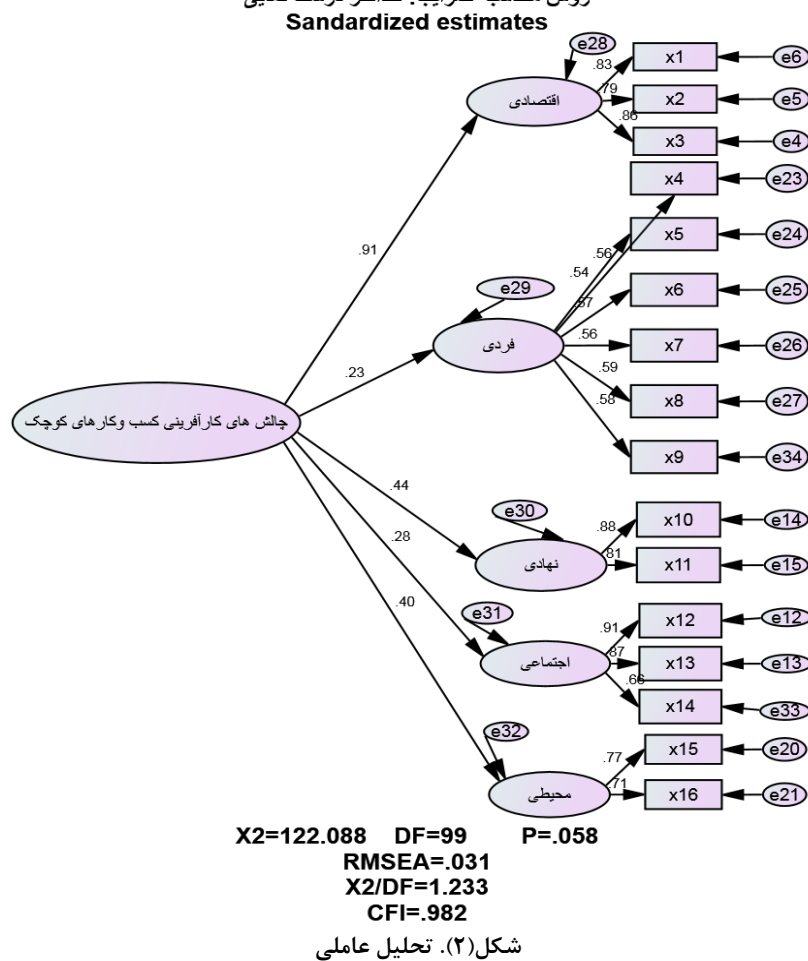 Sandardized estimates
e28
.83
x1
e6
اقتصادی
.79
x2
e5
.86
x3
e4
x4
e23
.91
.56
x5
e24
.54
e29
.57
x6
e25
فردی
.56
x7
e26
.23
.59
x8
e27
.58
چالش های کارآفرینی کسب وکارهای کوچک
x9
e34
.44
e30
.88
x10
e14
.28
نهادی
.81
x11
e15
.40
e31
.91
x12
e12
اجتماعی
.87
x13
e13
.66
x14
e33
e32
.77
x15
e20
محیطی
.71
x16
e21
X2=122.088 DF=99 P=.058
RMSEA=.031
X2/DF=1.233
CFI=.982
شکل(۲). تحلیل عاملی